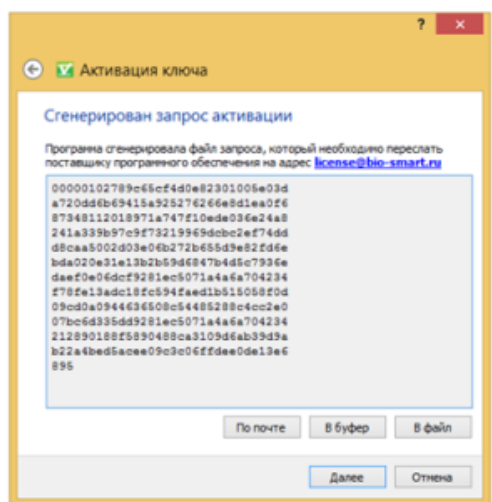 ?
Активация ключа
Сгенерирован запрос активации
Программа сгенерировала файл запроса, который необходимо переслать
поставщику программного обеспечения на адрес license@bio-smart.ru
00000102789c65cf4d0e82301005e03d
a720dd6b69415a925276266e8d1ea0f6
87348112018971a747f10ede036e24a8
241a339b97c9f73219969dcbc2ef74dd
d8caa5002d03e06b272b655d9e82fd6e
bda020e31e13b2b59d6847b4d5c7936e
daef0e06dcf9281ec5071a4a6a704234
f78fe13adc18fc594faed1b515058f0d
09cd0a0944636508c54485288c4cc2e0
07bc6d335dd9281ec5071a4a6a704234
212890188f5890488ca3109d6ab39d9a
b22a4bed5acee09c3c06ffdee0de13e6
895
По почте В буфер В файл
Далее Отмена